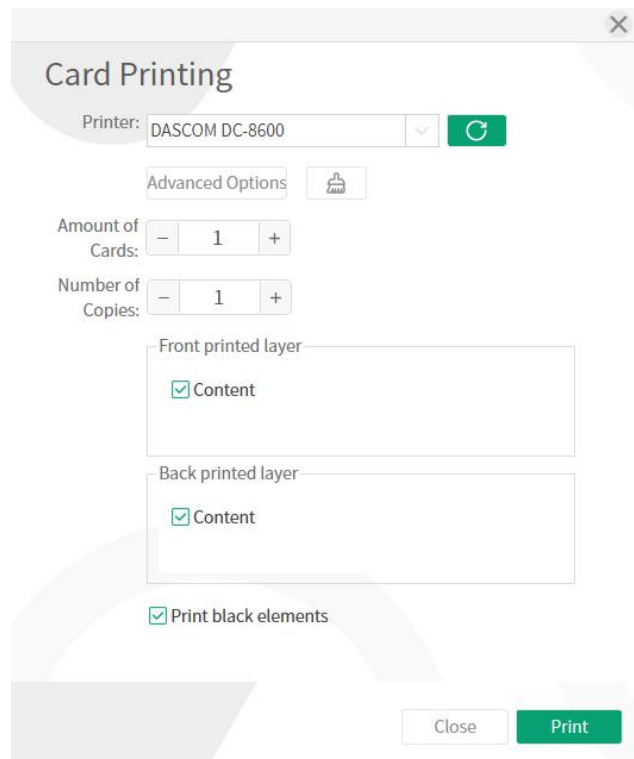 Card Printing
Printer: DASCOM DC-8600
Advanced Options
Amount of
Cards: − 1 +
Number of
Copies: − 1 +
Front printed layer
Content
Back printed layer
Content
Print black elements
Close Print